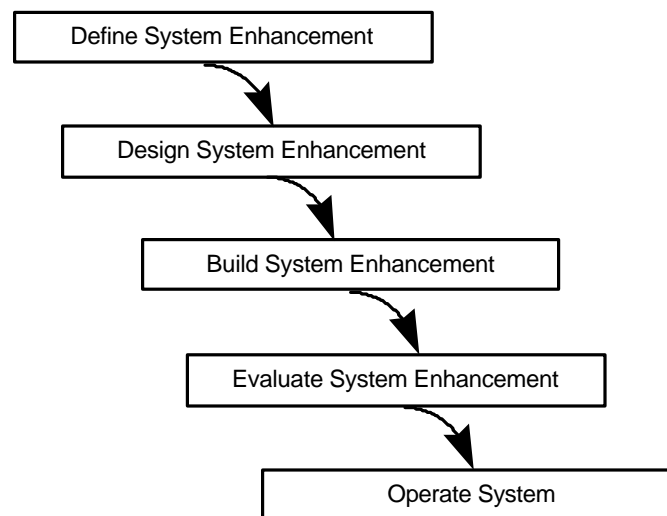 Define System Enhancement
Design System Enhancement
Build System Enhancement
Evaluate System Enhancement
Operate System